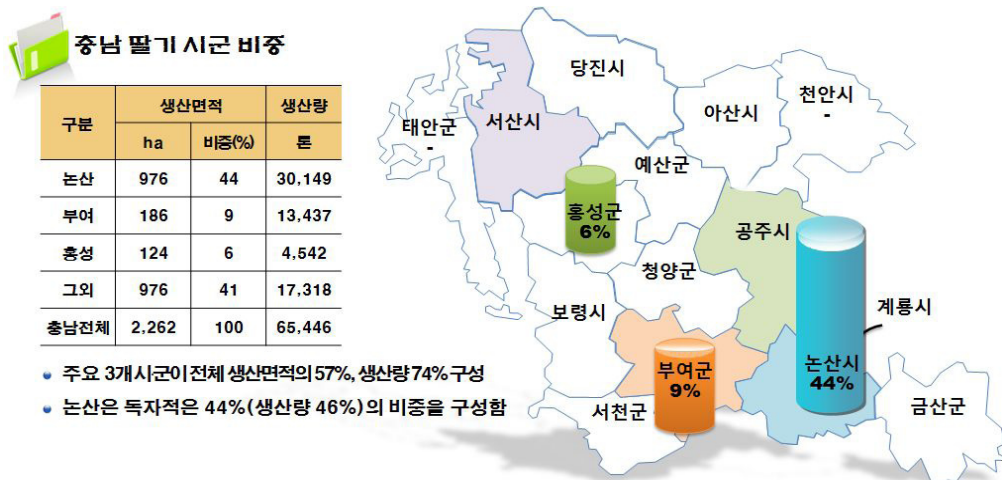 충남 딸기 시군 비중
구분 생산면적 생산량
ha 비중(%) 톤
논산 976 44 30,149
부여 186 9 13,437
홍성 124 6 4,542
그외 976 41 17,318
충남전체 2,262 100 65,446
• 주요 3개시군이 전체 생산면적의 57%, 생산량 74% 구성
• 논산은 독자적은 44%(생산량 46%)의 비중을 구성함
당진시
천안시
-
아산시
서산시
태안군
-
예산군
홍성군
6%
공주시
청양군
보령시
계룡시
부여군
9%
논산시
44%
서천군
금산군